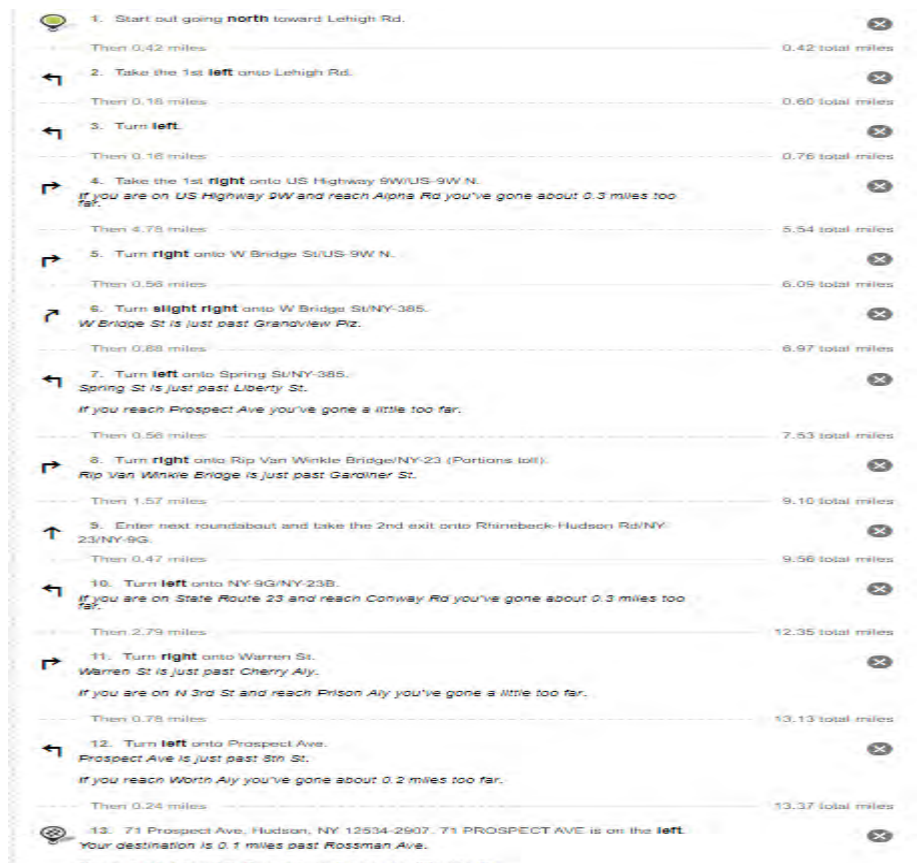 1. Start out going north toward Lehigh Rd.
Then 0.42 miles 0.42 total miles
2. Take the 1st left onto Lehigh Rd.
Then 0.18 miles 0.60 total miles
3. Turn left.
Then 0.16 miles 0.76 total miles
4. Take the 1st right onto US Highway 9W/US-9W N.
If you are on US Highway 9W and reach Alpha Rd you've gone about 0.3 miles too
far.
Then 4.78 miles 5.54 total miles
5. Turn right onto W Bridge St/US-9W N.
Then 0.56 miles 6.09 total miles
6. Turn slight right onto W Bridge St/NY-385.
W Bridge St is just past Grandview Plz.
Then 0.88 miles 6.97 total miles
7. Turn left onto Spring St/NY-385.
Spring St is just past Liberty St.
If you reach Prospect Ave you've gone a little too far.
Then 0.56 miles 7.53 total miles
8. Turn right onto Rip Van Winkle Bridge/NY-23 (Portions toll).
Rip Van Winkle Bridge is just past Gardiner St.
Then 1.57 miles 9.10 total miles
9. Enter next roundabout and take the 2nd exit onto Rhinebeck-Hudson Rd/NY-
23/NY-9G.
Then 0.47 miles 9.56 total miles
10. Turn left onto NY-9G/NY-23B.
If you are on State Route 23 and reach Conway Rd you've gone about 0.3 miles too
far.
Then 2.79 miles 12.35 total miles
11. Turn right onto Warren St.
Warren St is just past Cherry Aly.
If you are on N 3rd St and reach Prison Aly you've gone a little too far.
Then 0.78 miles 13.13 total miles
12. Turn left onto Prospect Ave.
Prospect Ave is just past 8th St.
If you reach Worth Aly you've gone about 0.2 miles too far.
Then 0.24 miles 13.37 total miles
13. 71 Prospect Ave, Hudson, NY 12534-2907. 71 PROSPECT AVE is on the left.
Your destination is 0.1 miles past Rossman Ave.